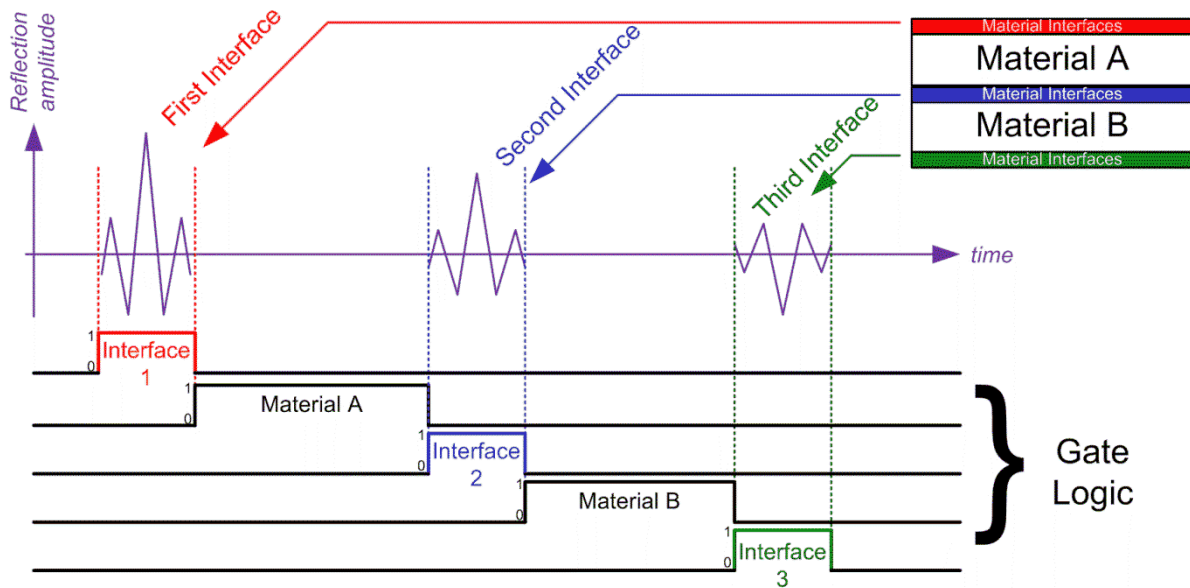 Reflection
amplitude
First Interface
Second Interface
Third Interface
Material Interfaces
Material A
Material Interfaces
Material B
Material Interfaces
time
1
0
Interface
1
1
0
Material A
1
0
Interface
2
1
0
Material B
1
0
Interface
3
Gate
Logic